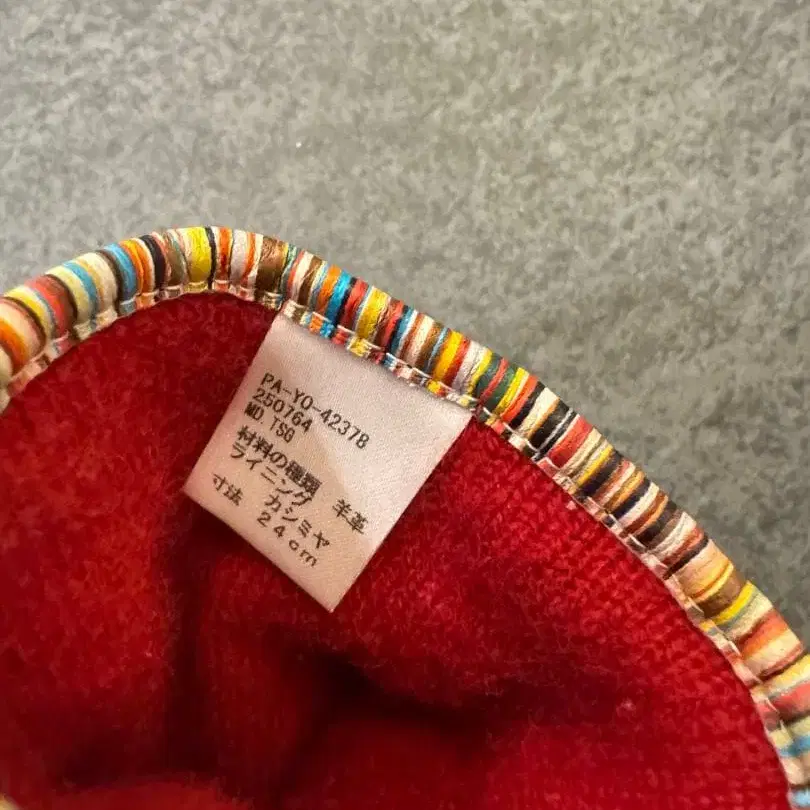 PA-YO-42378
250764
MD.TSG
材料の種類 羊革
ライニング カシミヤ
寸法 24cm